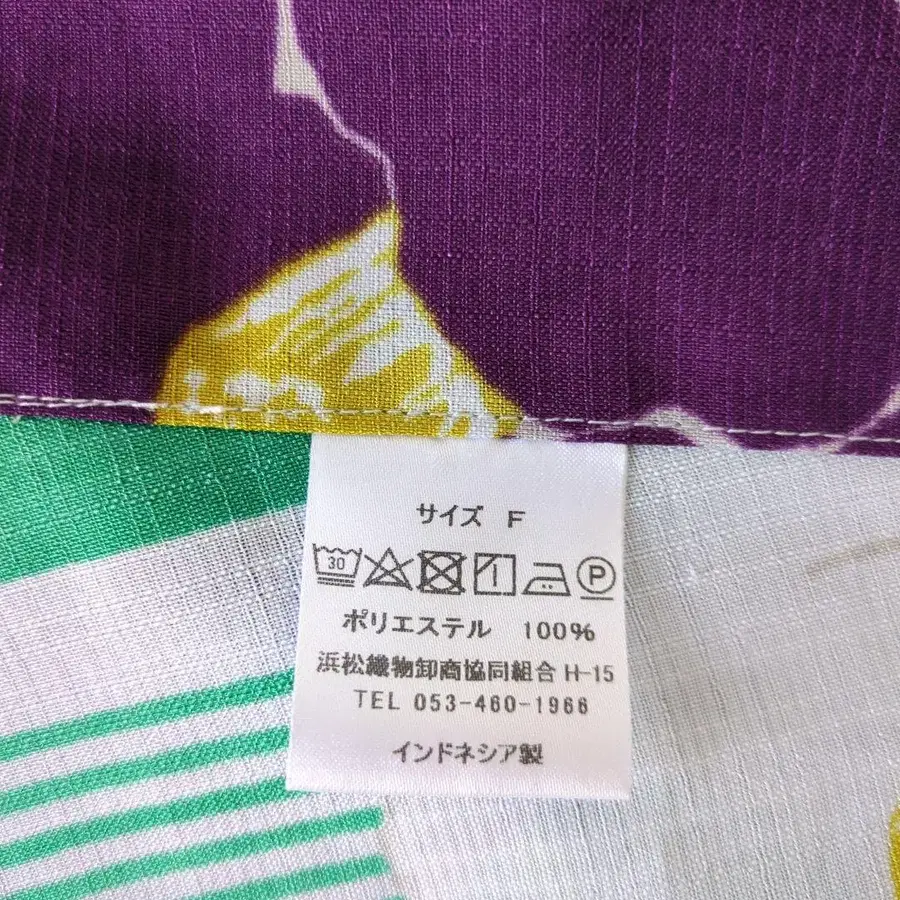 サイズ F
30 P
ポリエステル 100%
浜松織物卸商協同組合 H-15
TEL 053-460-1966
インドネシア製